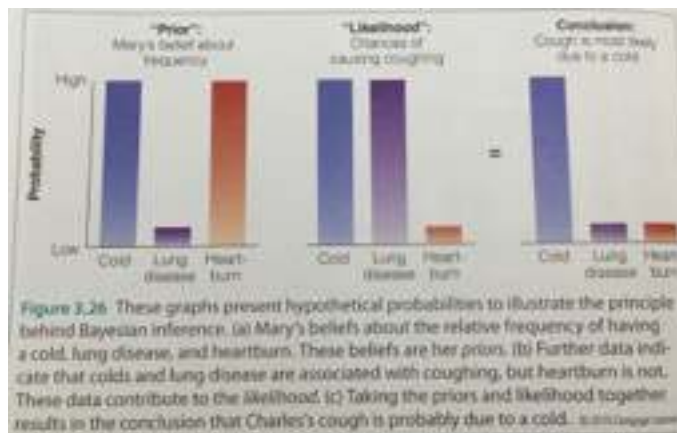 "Prior":
Mary's belief about
frequency
"Likelihood":
Chances of
causing coughing
Conclusion:
Cough is most likely
due to a cold
Probability
High
Low
Cold
Lung
disease
Heart-
burn
Cold
Lung
disease
Heart-
burn
=
Cold
Lung
disease
Hear
burn
Figure 3.26 These graphs present hypothetical probabilities to illustrate the principle
behind Bayesian inference. (a) Mary's beliefs about the relative frequency of having
a cold, lung disease, and heartburn. These beliefs are her priors. (b) Further data indi-
cate that colds and lung disease are associated with coughing, but heartburn is not.
These data contribute to the likelihood. (c) Taking the priors and likelihood together
results in the conclusion that Charles's cough is probably due to a cold.